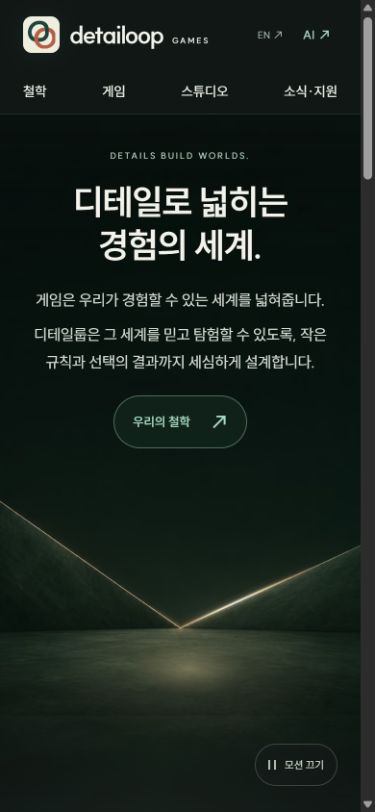 detailoop GAMES EN ↗ AI ↗
철학 게임 스튜디오 소식·지원
DETAILS BUILD WORLDS.
디테일로 넓히는
경험의 세계.
게임은 우리가 경험할 수 있는 세계를 넓혀줍니다.
디테일룹은 그 세계를 믿고 탐험할 수 있도록, 작은
규칙과 선택의 결과까지 세심하게 설계합니다.
우리의 철학 ↗
모션 끄기